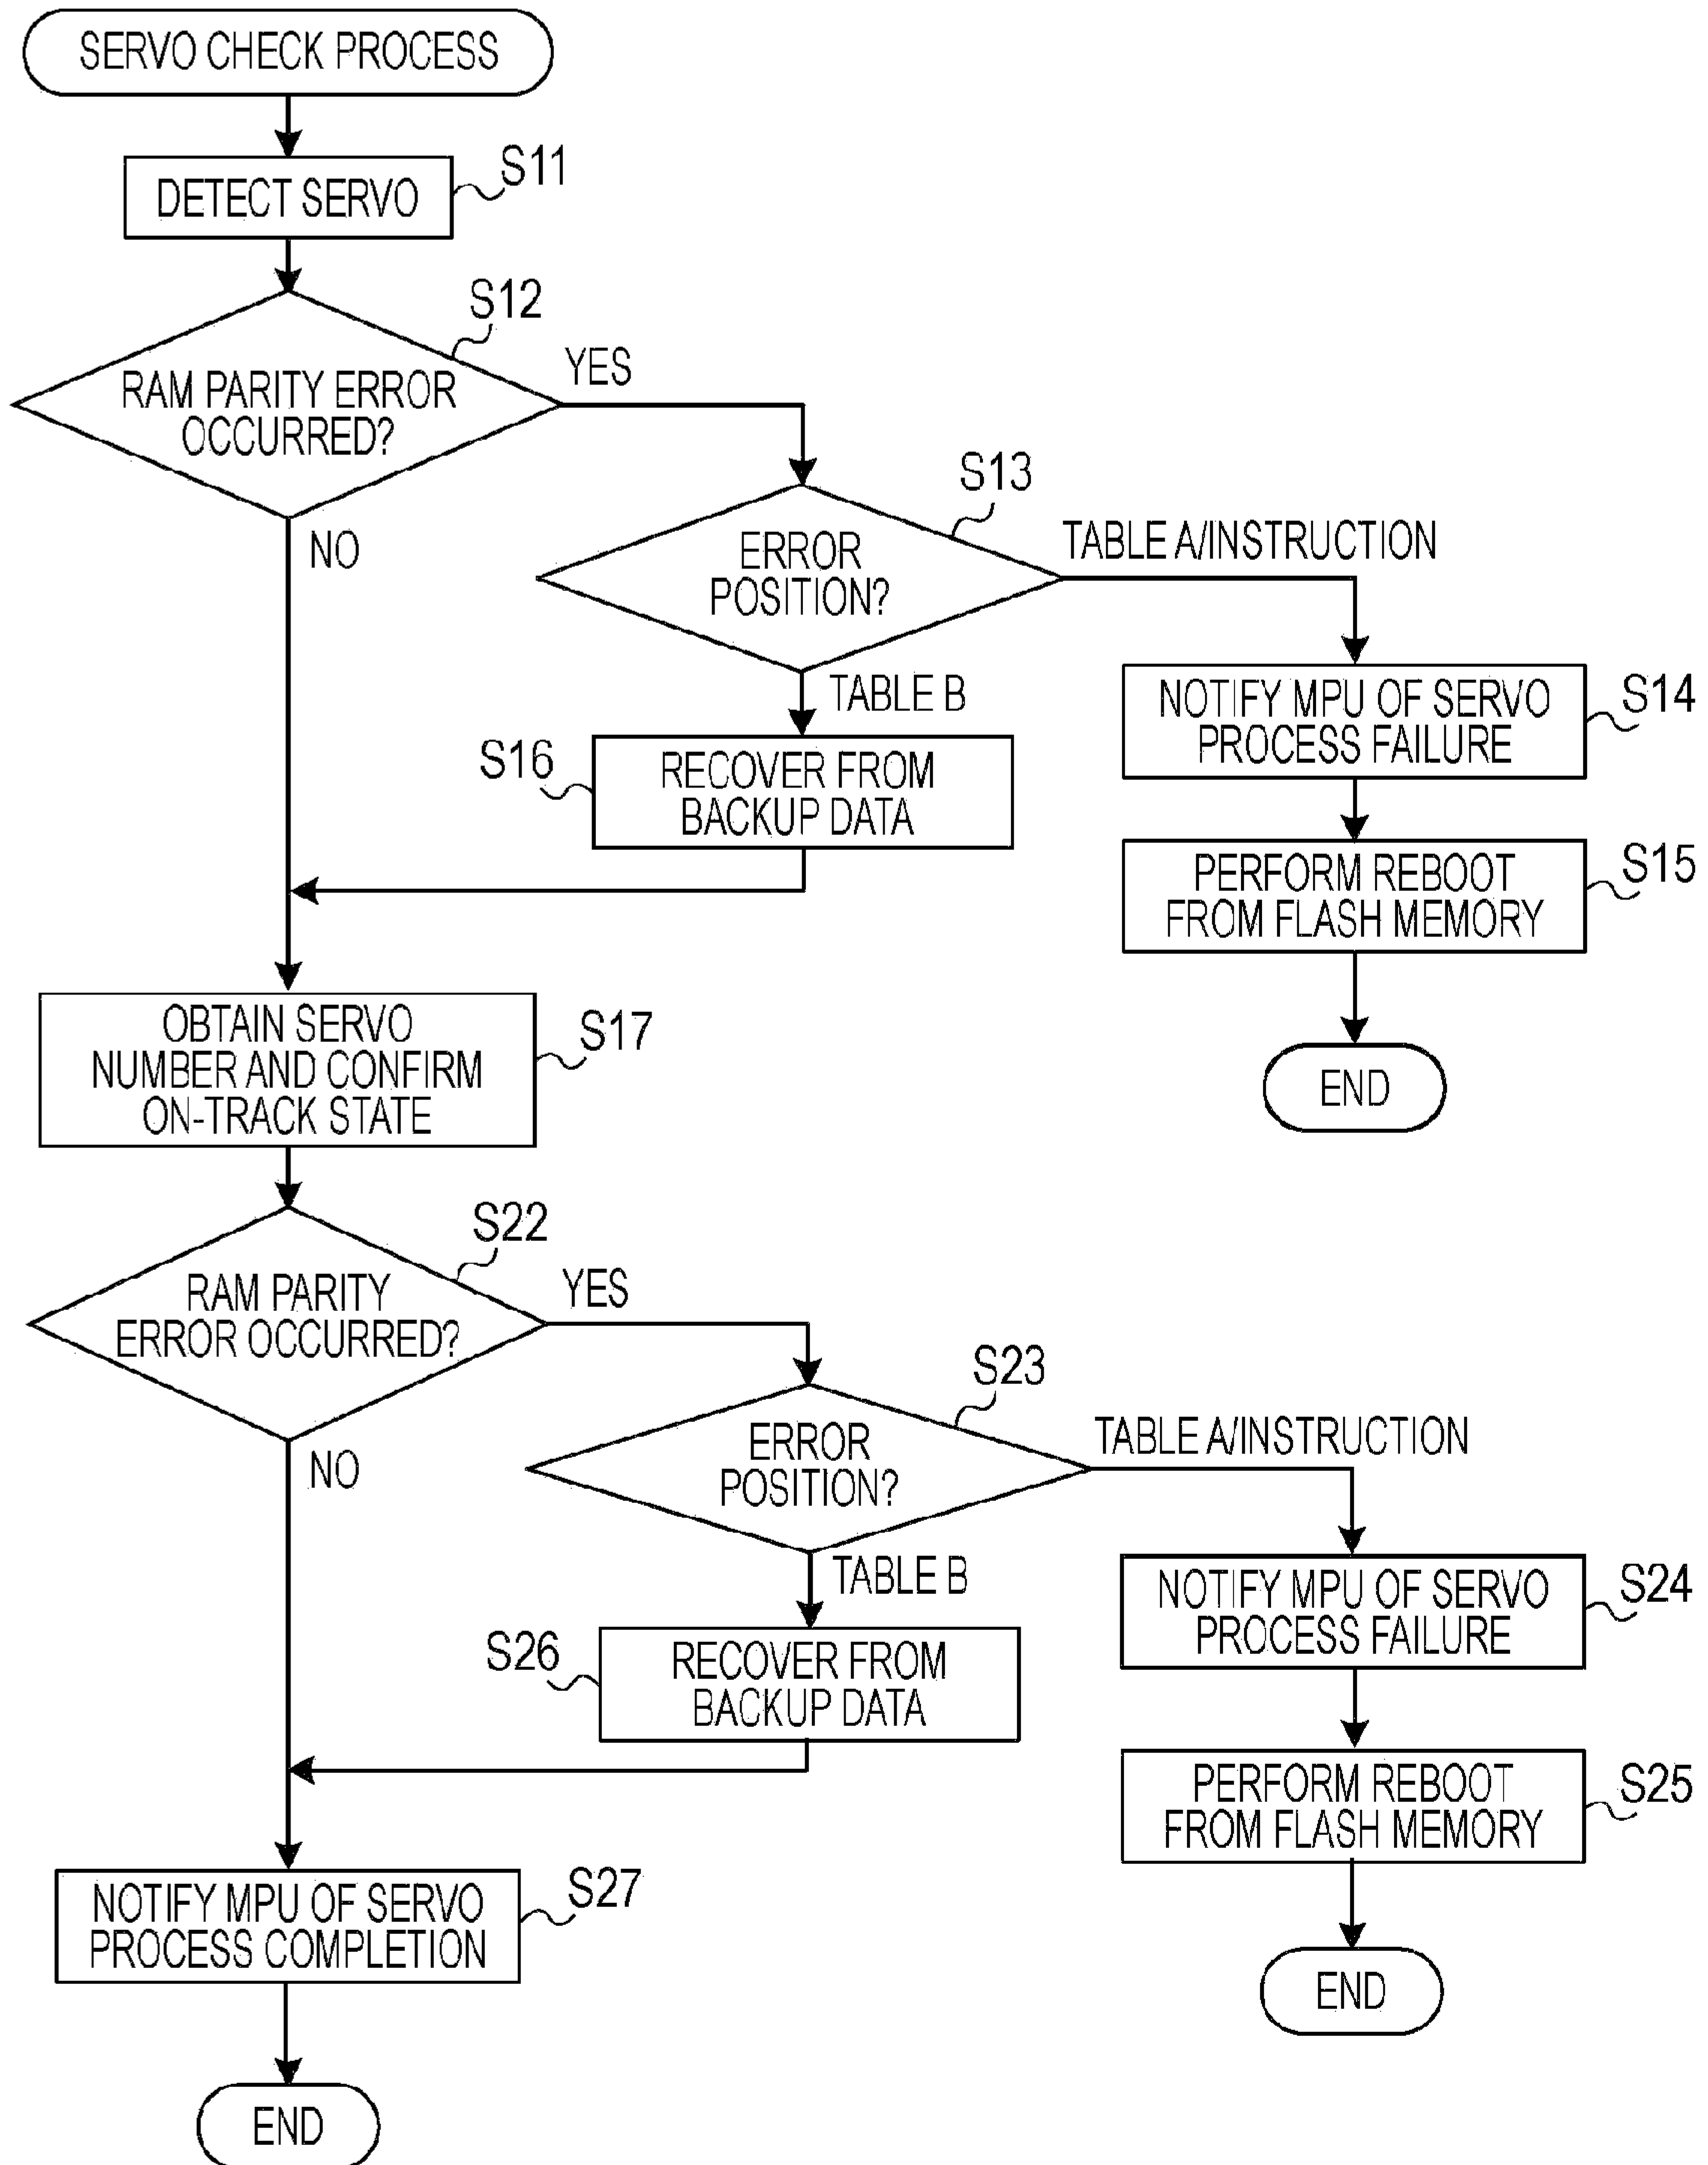 SERVO CHECK PROCESS
S11
DETECT SERVO
S12
RAM PARITY ERROR
OCCURRED?
YES
NO
S13
ERROR
POSITION?
TABLE A/INSTRUCTION
TABLE B
S14
NOTIFY MPU OF SERVO
PROCESS FAILURE
S16
RECOVER FROM
BACKUP DATA
S15
PERFORM REBOOT
FROM FLASH MEMORY
END
S17
OBTAIN SERVO
NUMBER AND CONFIRM
ON-TRACK STATE
S22
RAM PARITY
ERROR OCCURRED?
YES
NO
S23
ERROR
POSITION?
TABLE A/INSTRUCTION
TABLE B
S24
NOTIFY MPU OF SERVO
PROCESS FAILURE
S26
RECOVER FROM
BACKUP DATA
S25
PERFORM REBOOT
FROM FLASH MEMORY
END
S27
NOTIFY MPU OF SERVO
PROCESS COMPLETION
END